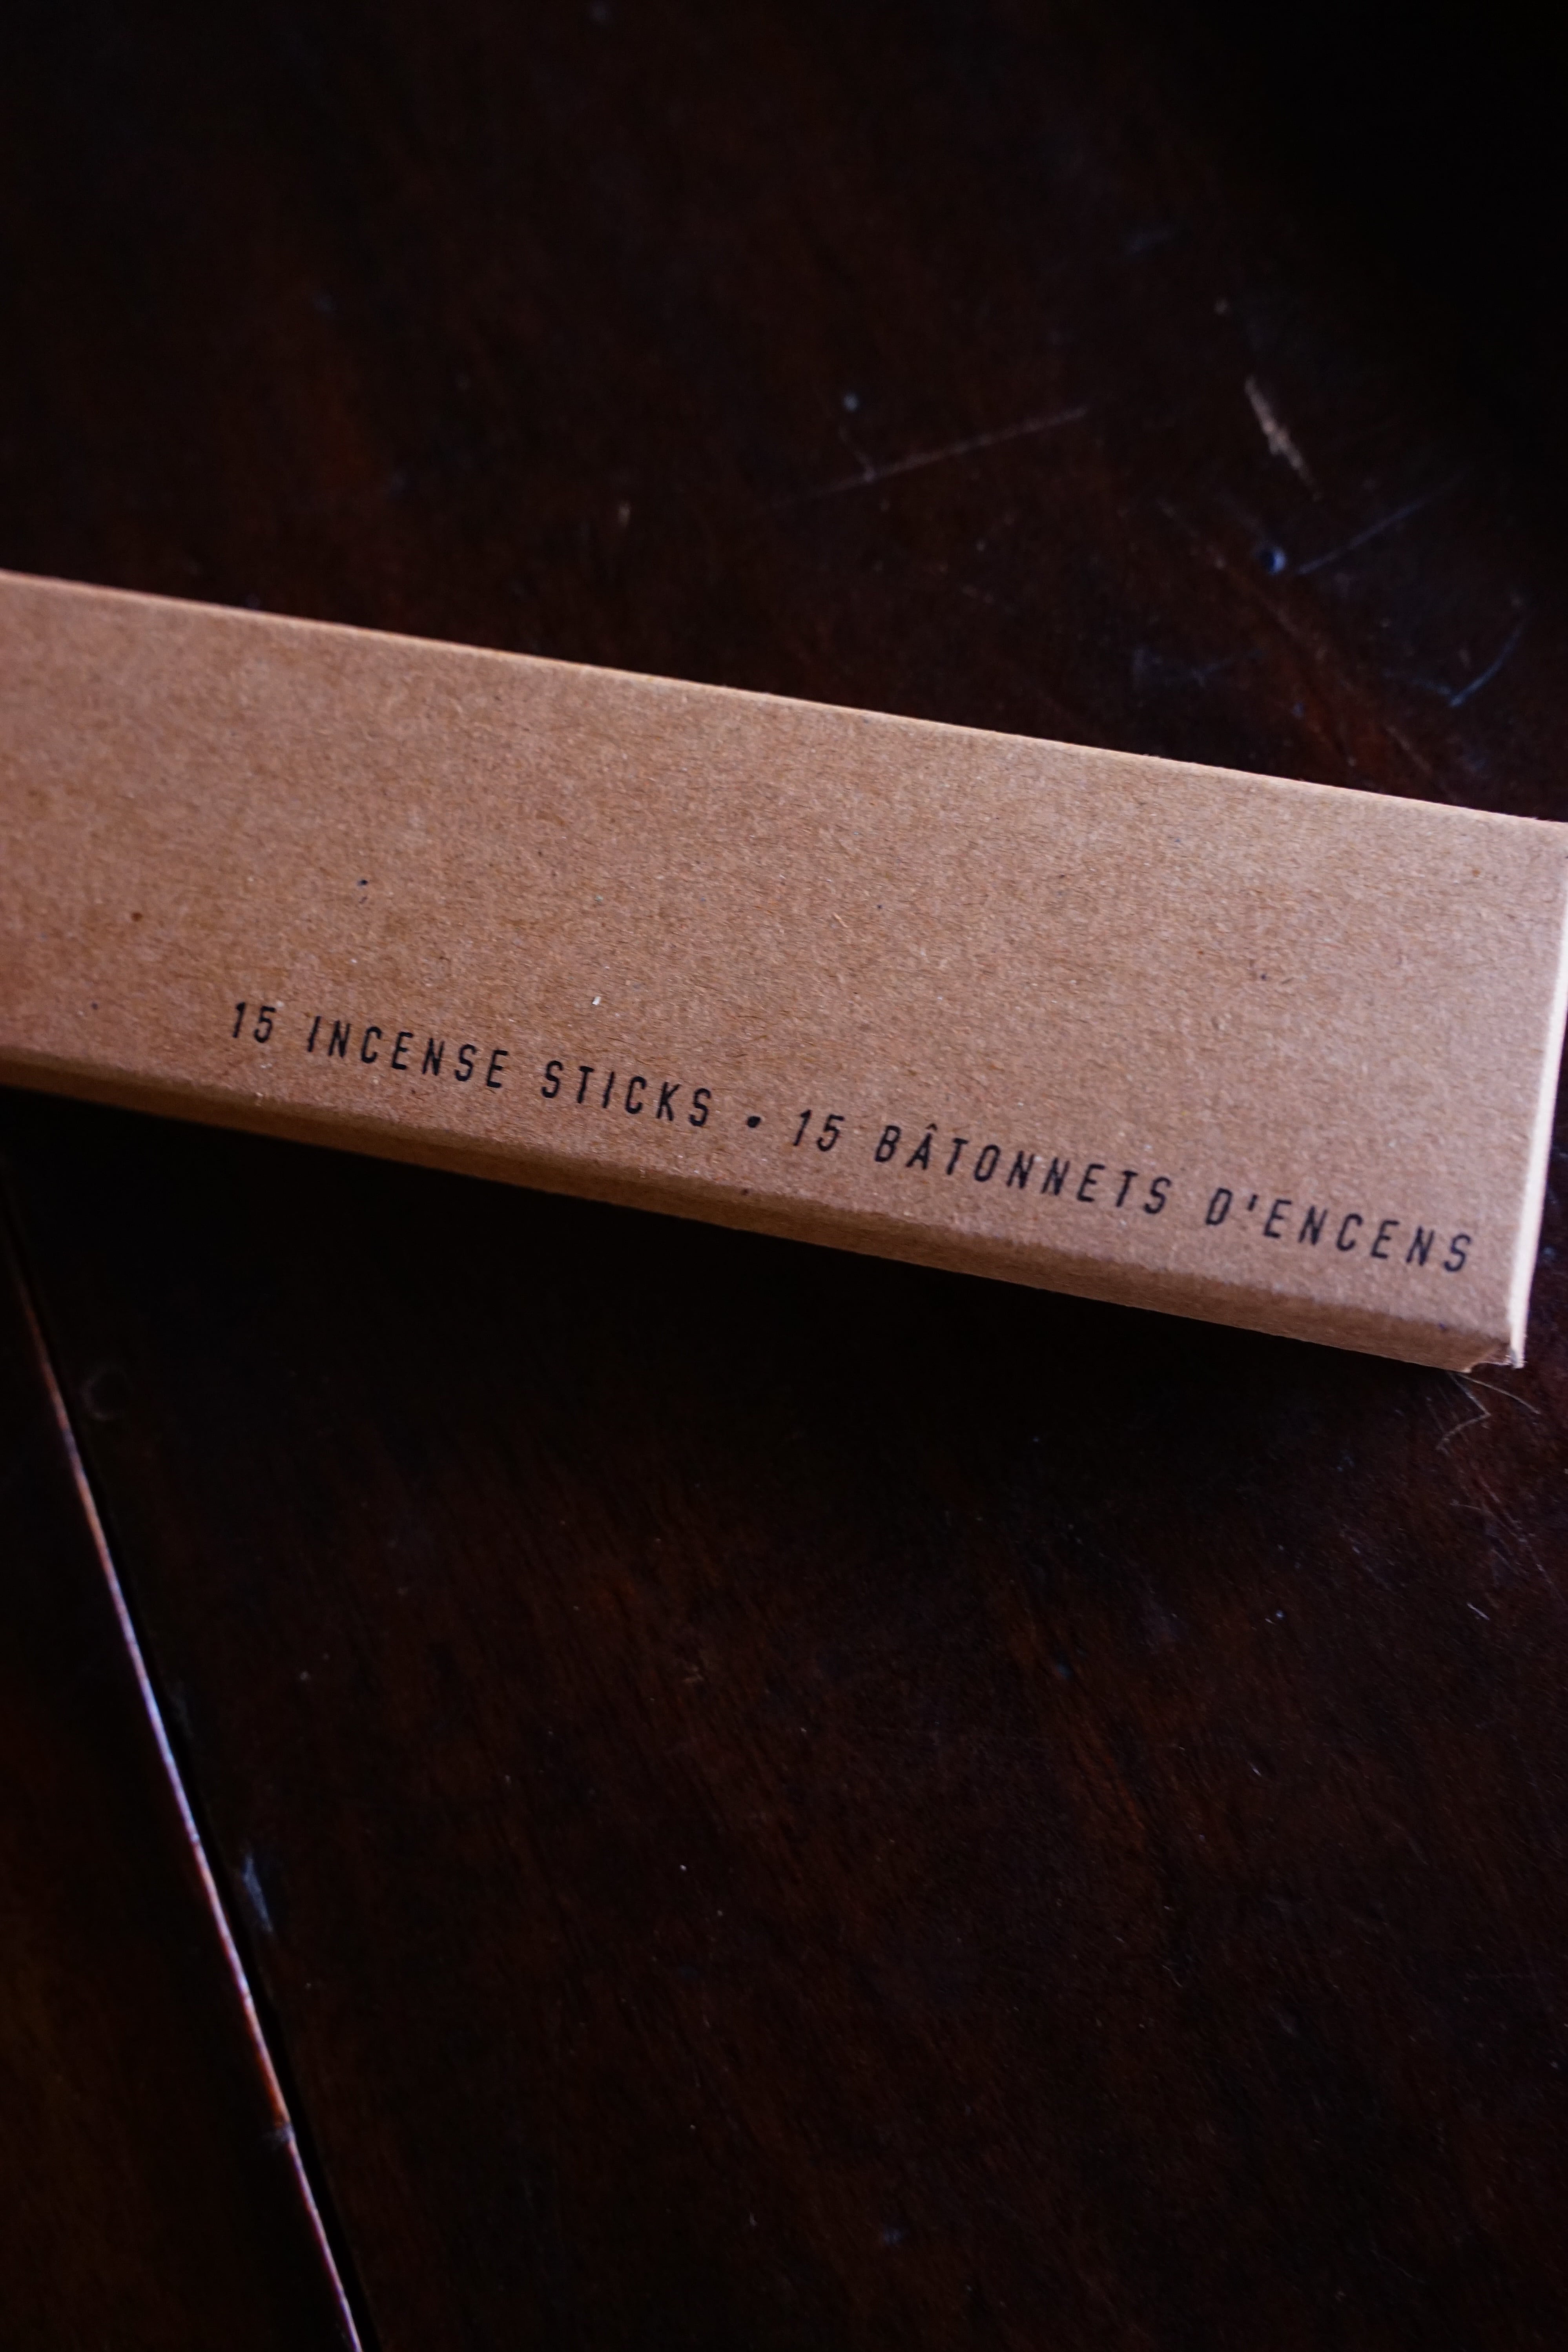 15 INCENSE STICKS • 15 BÂTONNETS D'ENCENS